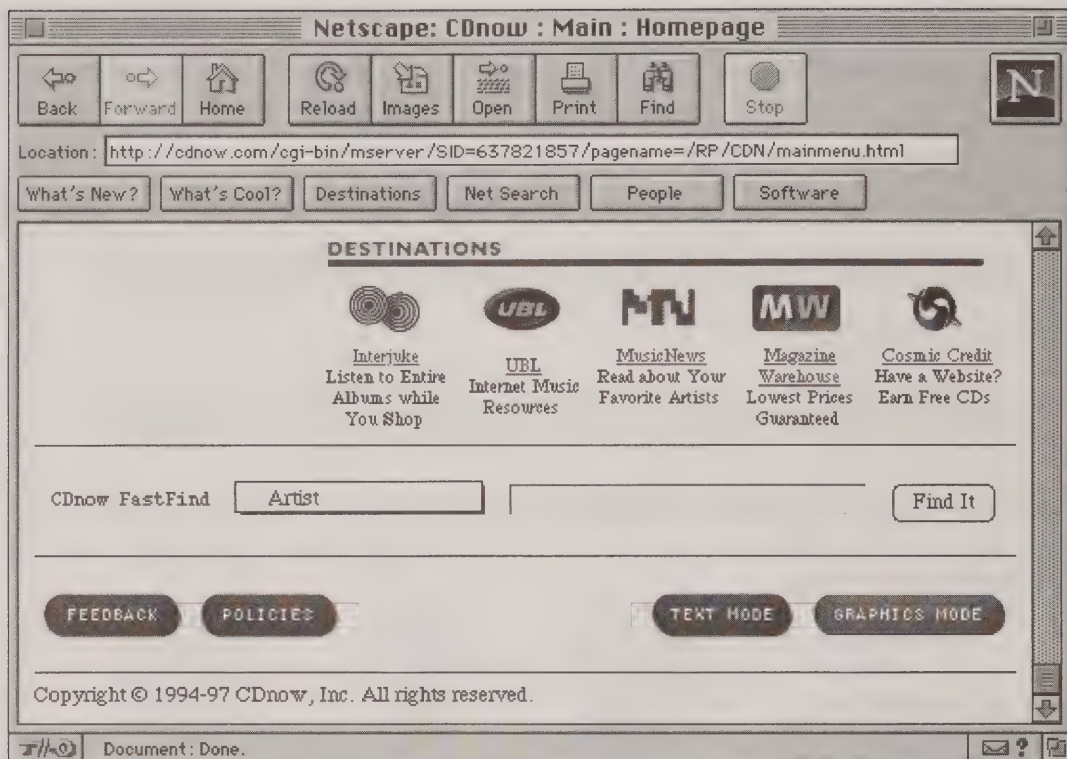 Netscape: CDnow : Main : Homepage
Back Forward Home Reload Images Open Print Find Stop
N
Location: http://cdnow.com/cgi-bin/mserver/SID=637821857/pagename=/RP/CDN/mainmenu.html
What's New? What's Cool? Destinations Net Search People Software
DESTINATIONS
UBL MW
Interjuke
Listen to Entire
Albums while
You Shop
UBL
Internet Music
Resources
MusicNews
Read about Your
Favorite Artists
Magazine
Warehouse
Lowest Prices
Guaranteed
Cosmic Credit
Have a Website?
Earn Free CDs
CDnow FastFind Artist Find It
FEEDBACK POLICIES TEXT MODE GRAPHICS MODE
Copyright © 1994-97 CDnow, Inc. All rights reserved.
Document: Done. ?